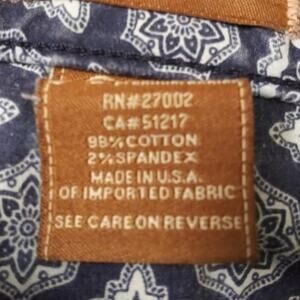 RN#27002
CA#51217
98%COTTON
2%SPANDEX
MADE IN U.S.A.
OF IMPORTED FABRIC
SEE CARE ON REVERSE